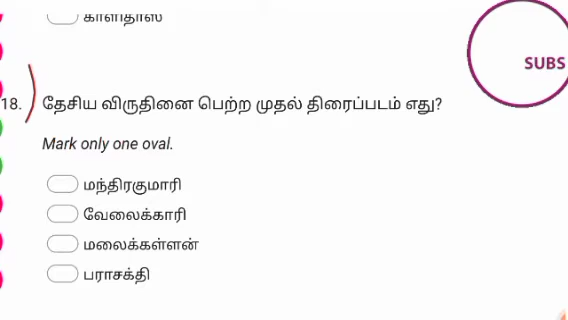 காளிதாஸ்
SUBS
18. தேசிய விருதினை பெற்ற முதல் திரைப்படம் எது?
Mark only one oval.
மந்திரகுமாரி
வேலைக்காரி
மலைக்கள்ளன்
பராசக்தி